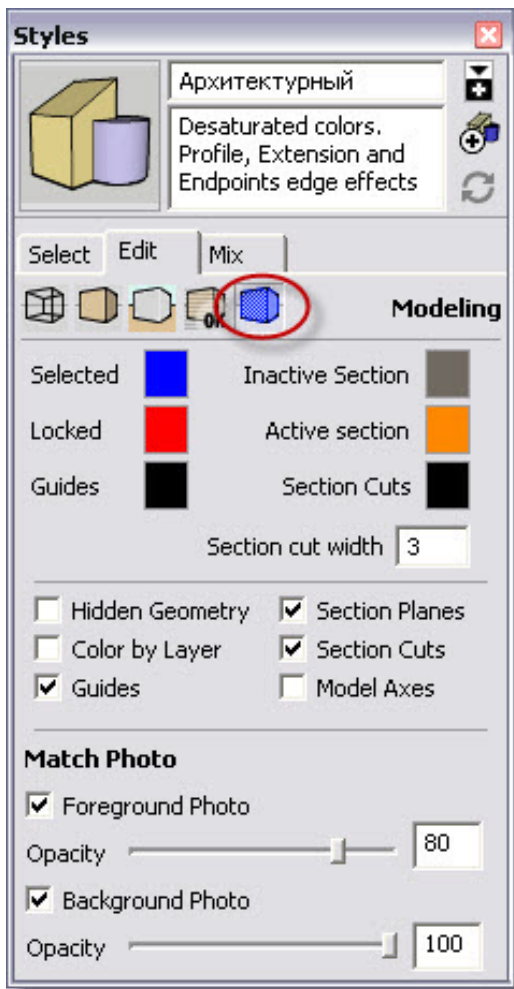 Styles
Архитектурный
Desaturated colors.
Profile, Extension and
Endpoints edge effects
Select Edit Mix
Modeling
Selected Inactive Section
Locked Active section
Guides Section Cuts
Section cut width 3
Hidden Geometry Section Planes
Color by Layer Section Cuts
Guides Model Axes
Match Photo
Foreground Photo
Opacity 80
Background Photo
Opacity 100